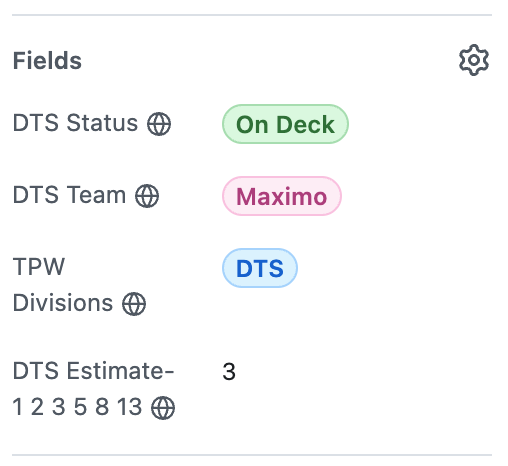 Fields
DTS Status On Deck
DTS Team Maximo
TPW
Divisions DTS
DTS Estimate- 3
1 2 3 5 8 13